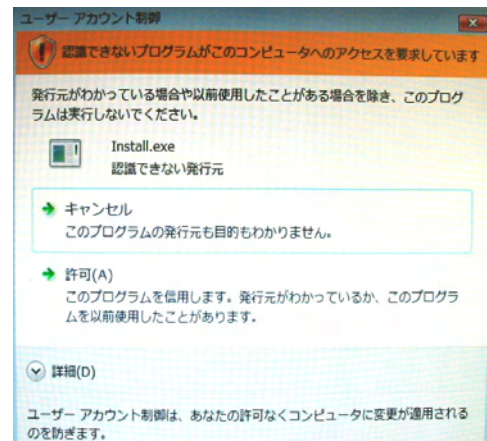 ユーザー アカウント制御
認識できないプログラムがこのコンピュータへのアクセスを要求しています
発行元がわかっている場合や以前使用したことがある場合を除き、このプログ
ラムは実行しないでください。
Install.exe
認識できない発行元
キャンセル
このプログラムの発行元も目的もわかりません。
許可(A)
このプログラムを信用します。発行元がわかっているか、このプログラ
ムを以前使用したことがあります。
詳細(D)
ユーザー アカウント制御は、あなたの許可なくコンピュータに変更が適用される
のを防ぎます。